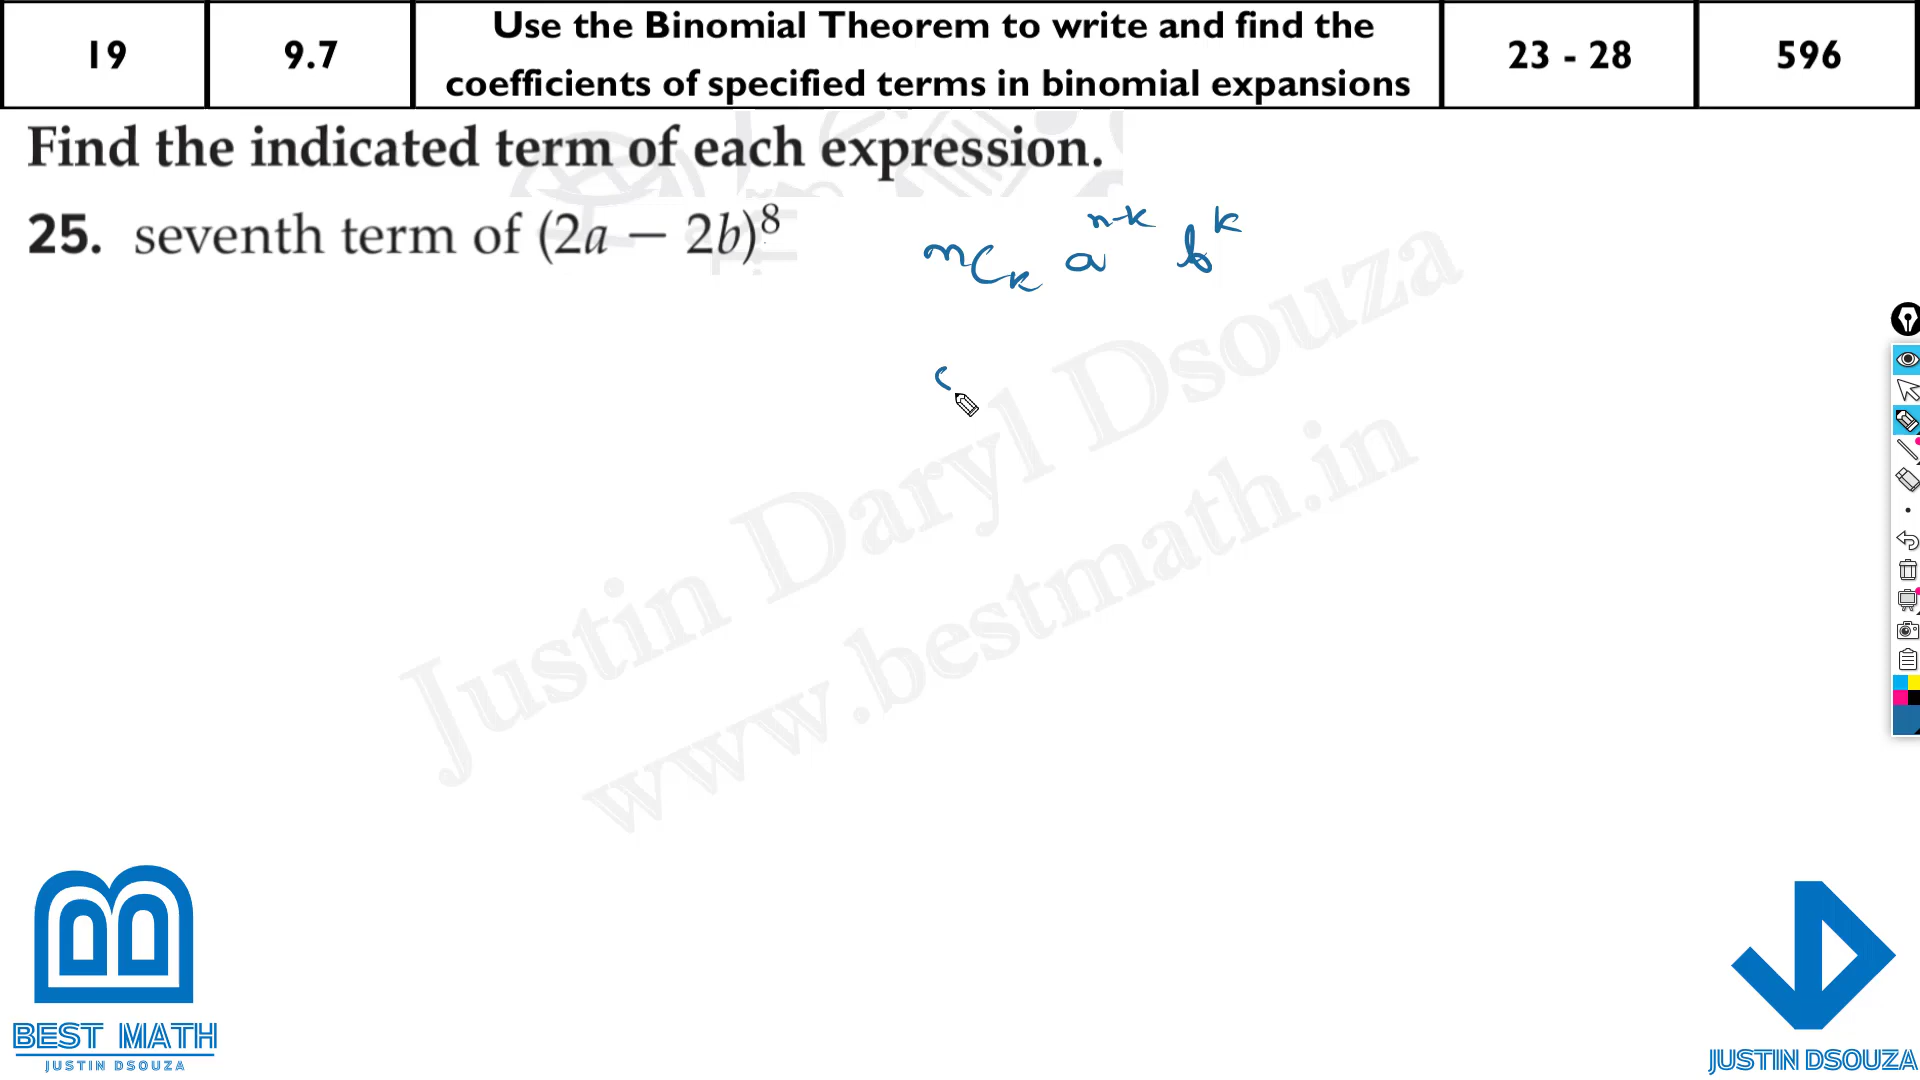 19
9.7
Use the Binomial Theorem to write and find the
coefficients of specified terms in binomial expansions
23 - 28
596
Find the indicated term of each expression.
25. seventh term of (2a − 2b)⁸
nCₖ aⁿ⁻ᵏ bᵏ
Justin Daryl Dsouza
www.bestmath.in
BEST MATH
JUSTIN DSOUZA
JUSTIN DSOUZA